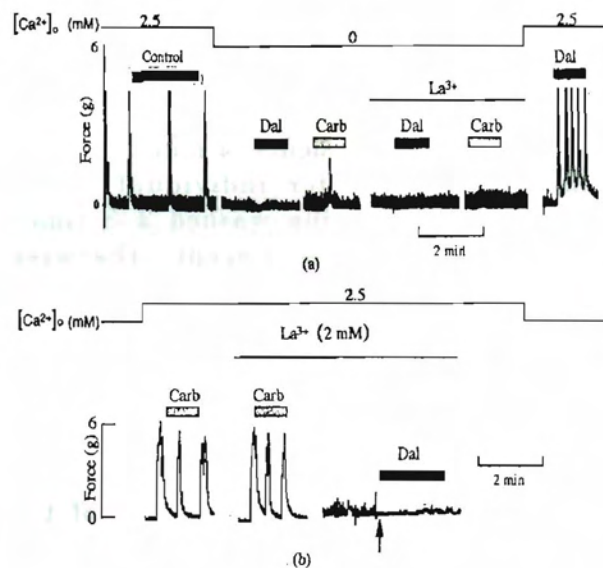 [Ca²⁺]ₒ (mM) 2.5 0 2.5
6
Control
Dal
La³⁺
Dal Carb Dal Carb
Force (g)
0
2 min
(a)
[Ca²⁺]ₒ (mM) 2.5
La³⁺ (2 mM)
Carb Carb
6
Dal
Force (g)
2 min
0
(b)